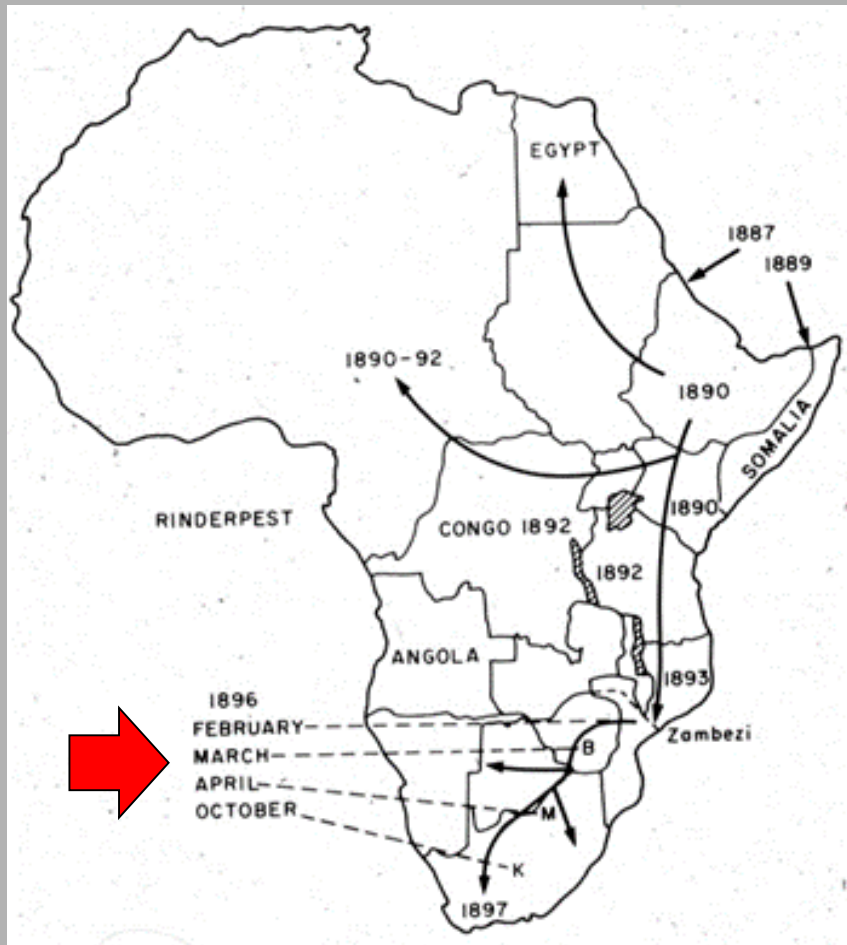 EGYPT
1887
1889
1890-92
1890
SOMALIA
RINDERPEST
CONGO 1892
1890
1892
ANGOLA
1893
1896
FEBRUARY
Zambezi
MARCH
B
APRIL
M
OCTOBER
K
1897